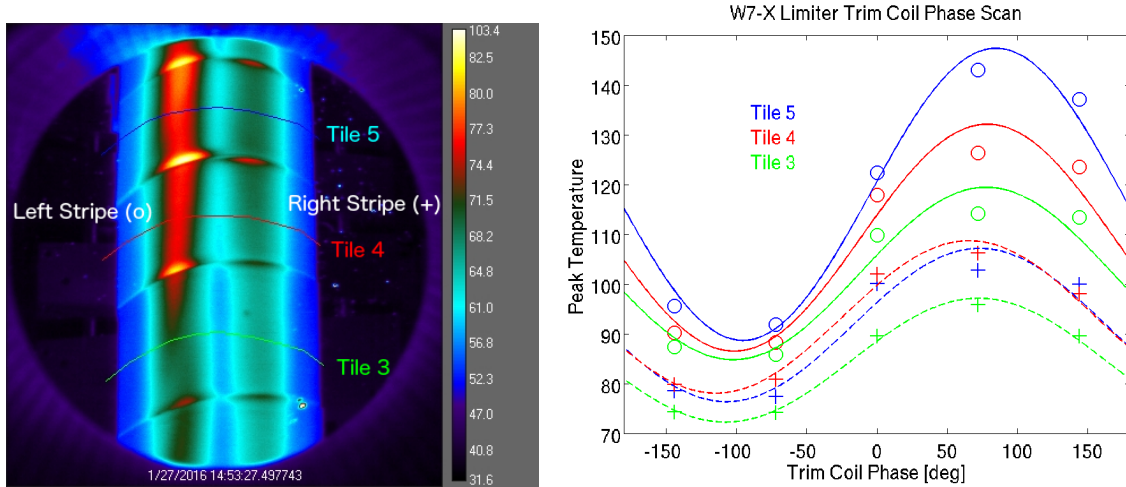 103.4
82.5
80.0
77.3
74.4
71.5
68.2
64.8
61.0
57.0
52.3
47.0
40.8
31.6
Tile 5
Left Stripe (o)
Right Stripe (+)
Tile 4
Tile 3
1/27/2016 14:53:27.497743
W7-X Limiter Trim Coil Phase Scan
Peak Temperature
150
140
130
120
110
100
90
80
70
Tile 5
Tile 4
Tile 3
-150
-100
-50
0
50
100
150
Trim Coil Phase [deg]